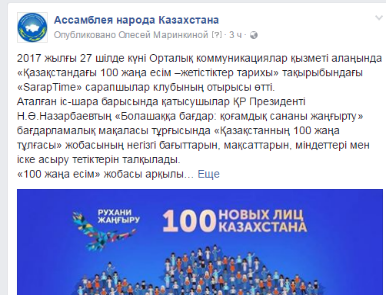 Ассамблея народа Казахстана
Опубликовано Олесей Маринкиной [?] · 3 ч ·
2017 жылғы 27 шілде күні Орталық коммуникациялар қызметі алаңында
«Қазақстандағы 100 жаңа есім –жетістіктер тарихы» тақырыбындағы
«SarapTime» сарапшылар клубының отырысы өтті.
Аталған іс-шара барысында қатысушылар ҚР Президенті
Н.Ә.Назарбаевтың «Болашаққа бағдар: қоғамдық сананы жаңғырту»
бағдарламалық мақаласы тұрғысында «Қазақстанның 100 жаңа
тұлғасы» жобасының негізгі бағыттарын, мақсаттарын, міндеттері мен
іске асыру тетіктерін талқылады.
«100 жаңа есім» жобасы арқылы… Еще
РУХАНИ
ЖАҢҒЫРУ
100 НОВЫХ ЛИЦ
КАЗАХСТАНА